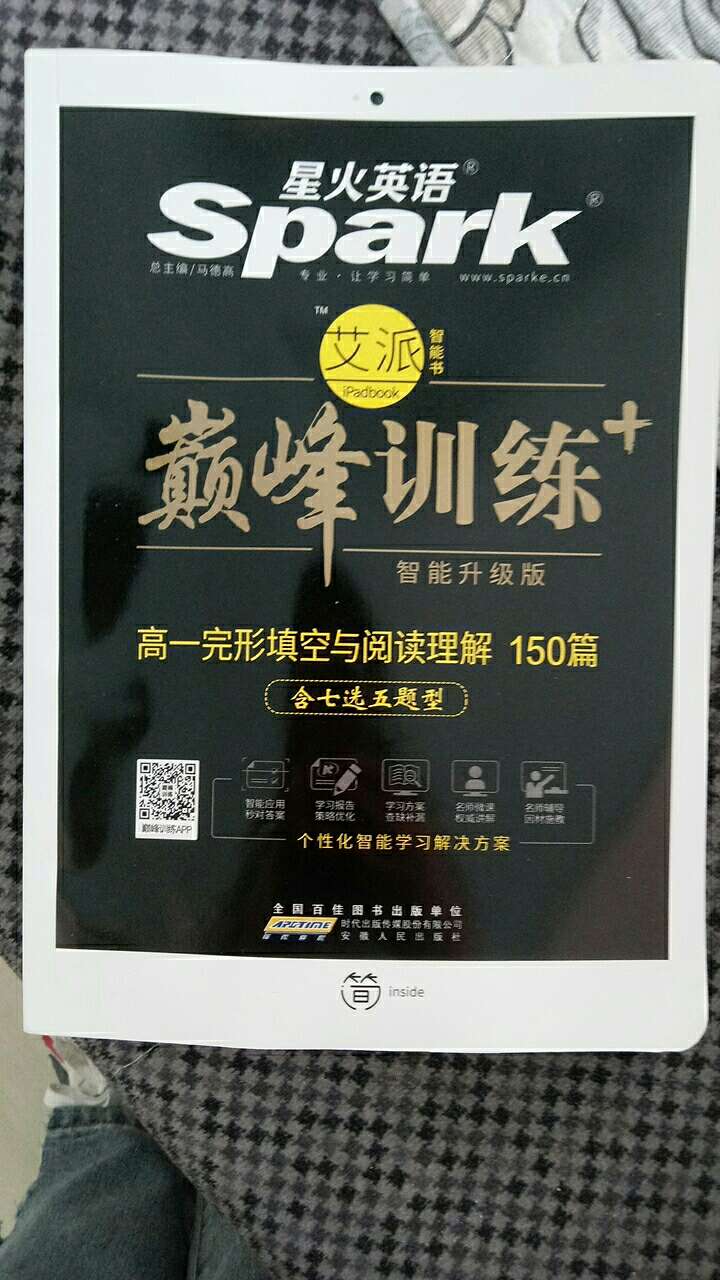 星火英语®
Spark®
总主编/马德高 专业·让学习简单 www.sparke.cn
TM 艾派 智能书
iPadbook
巅峰训练+
智能升级版
高一完形填空与阅读理解 150篇
含七选五题型
巅峰训练
巅峰训练APP
智能应用 秒对答案
学习报告 策略优化
学习方案 查缺补漏
名师微课 权威讲解
名师辅导 因材施教
个性化智能学习解决方案
全国百佳图书出版单位
ARCTIME 时代出版传媒股份有限公司
安徽人民出版社
简 inside